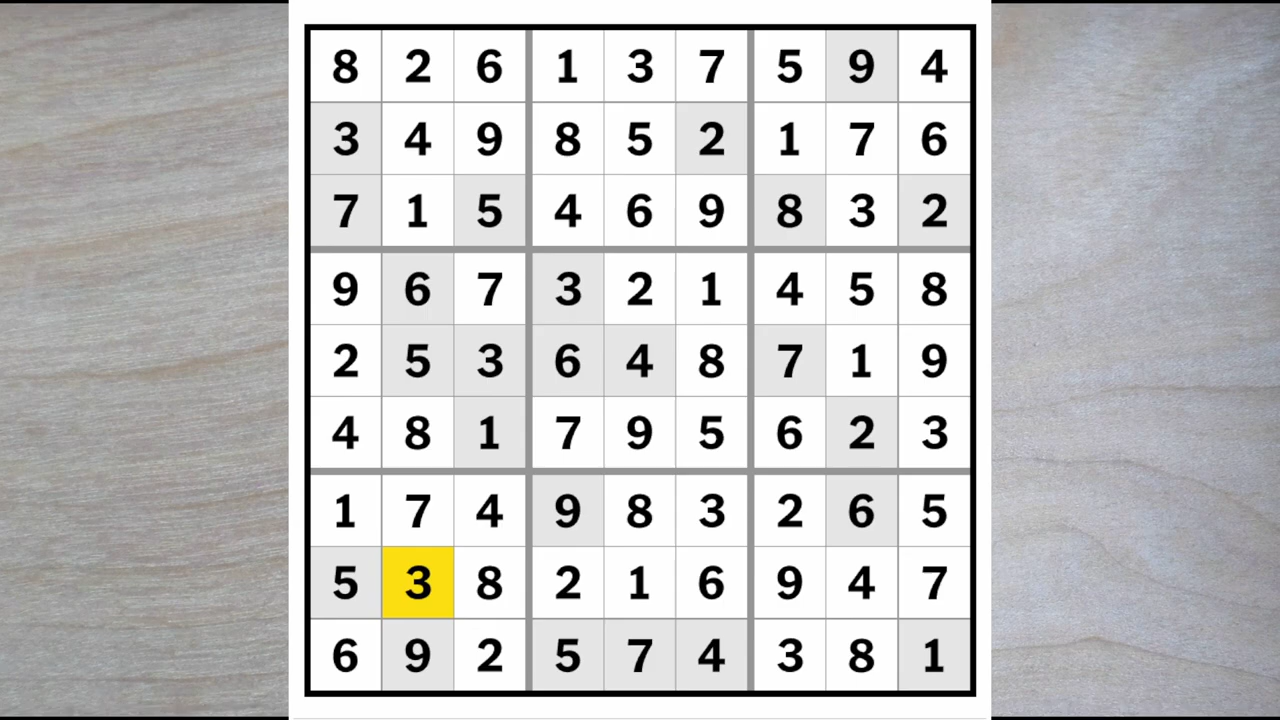 8 2 6 1 3 7 5 9 4
3 4 9 8 5 2 1 7 6
7 1 5 4 6 9 8 3 2
9 6 7 3 2 1 4 5 8
2 5 3 6 4 8 7 1 9
4 8 1 7 9 5 6 2 3
1 7 4 9 8 3 2 6 5
5 3 8 2 1 6 9 4 7
6 9 2 5 7 4 3 8 1